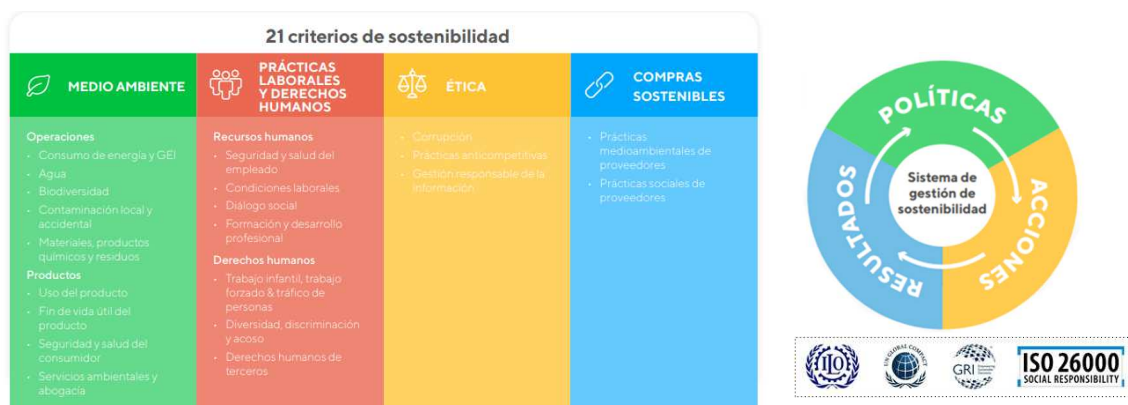 21 criterios de sostenibilidad
MEDIO AMBIENTE
Operaciones
• Consumo de energía y GEI
• Agua
• Biodiversidad
• Contaminación local y
accidental
• Materiales, productos
químicos y residuos
Productos
• Uso del producto
• Fin de vida útil del
producto
• Seguridad y salud del
consumidor
• Servicios ambientales y
abogacía
PRÁCTICAS
LABORALES
Y DERECHOS
HUMANOS
Recursos humanos
• Seguridad y salud del
empleado
• Condiciones laborales
• Diálogo social
• Formación y desarrollo
profesional
Derechos humanos
• Trabajo infantil, trabajo
forzado & tráfico de
personas
• Diversidad, discriminación
y acoso
• Derechos humanos de
terceros
ÉTICA
• Corrupción
• Prácticas anticompetitivas
• Gestión responsable de la
información
COMPRAS
SOSTENIBLES
• Prácticas
medioambientales de
proveedores
• Prácticas sociales de
proveedores
POLÍTICAS
ACCIONES
RESULTADOS
Sistema de
gestión de
sostenibilidad
ILO
UN GLOBAL COMPACT
GRI
ISO 26000
SOCIAL RESPONSIBILITY